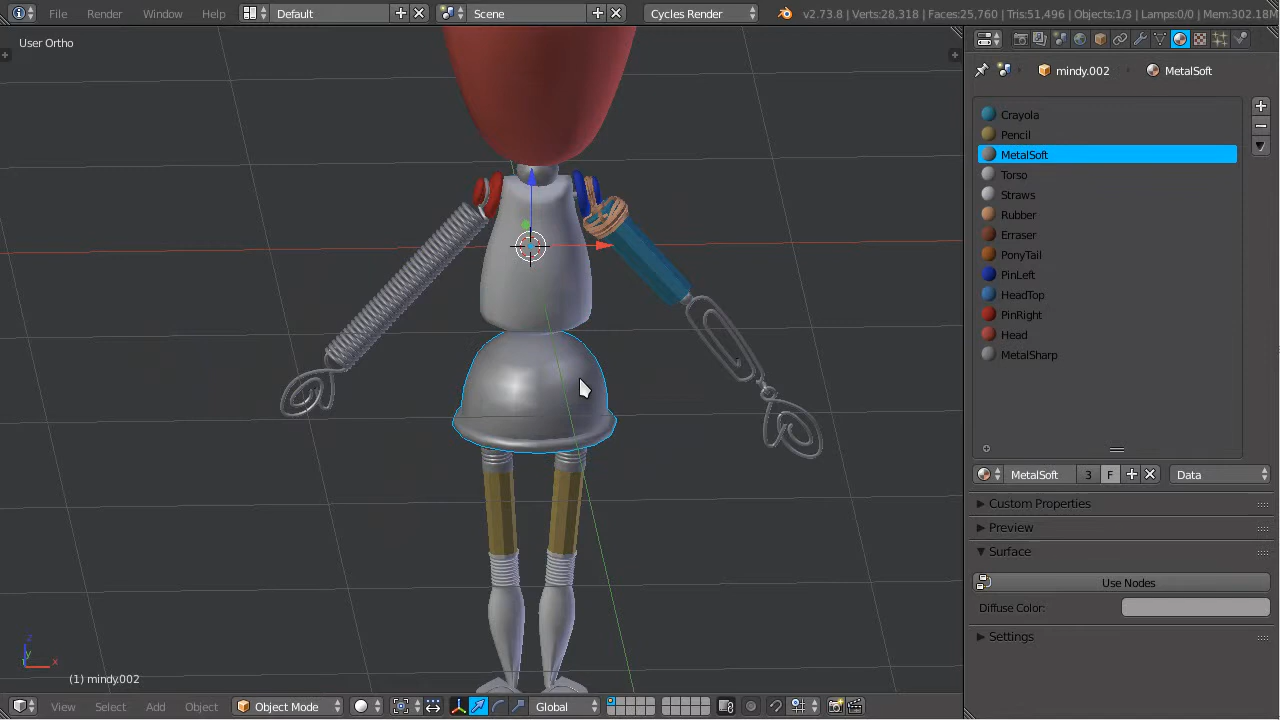 File Render Window Help Default Scene Cycles Render v2.73.8 | Verts:28,318 | Faces:25,760 | Tris:51,496 | Objects:1/3 | Lamps:0/0 | Mem:302.18M
User Ortho
mindy.002 MetalSoft
Crayola
Pencil
MetalSoft
Torso
Straws
Rubber
Erraser
PonyTail
PinLeft
HeadTop
PinRight
Head
MetalSharp
MetalSoft 3 F Data
Custom Properties
Preview
Surface
Use Nodes
Diffuse Color:
Settings
z
y
x
(1) mindy.002
View Select Add Object Object Mode Global